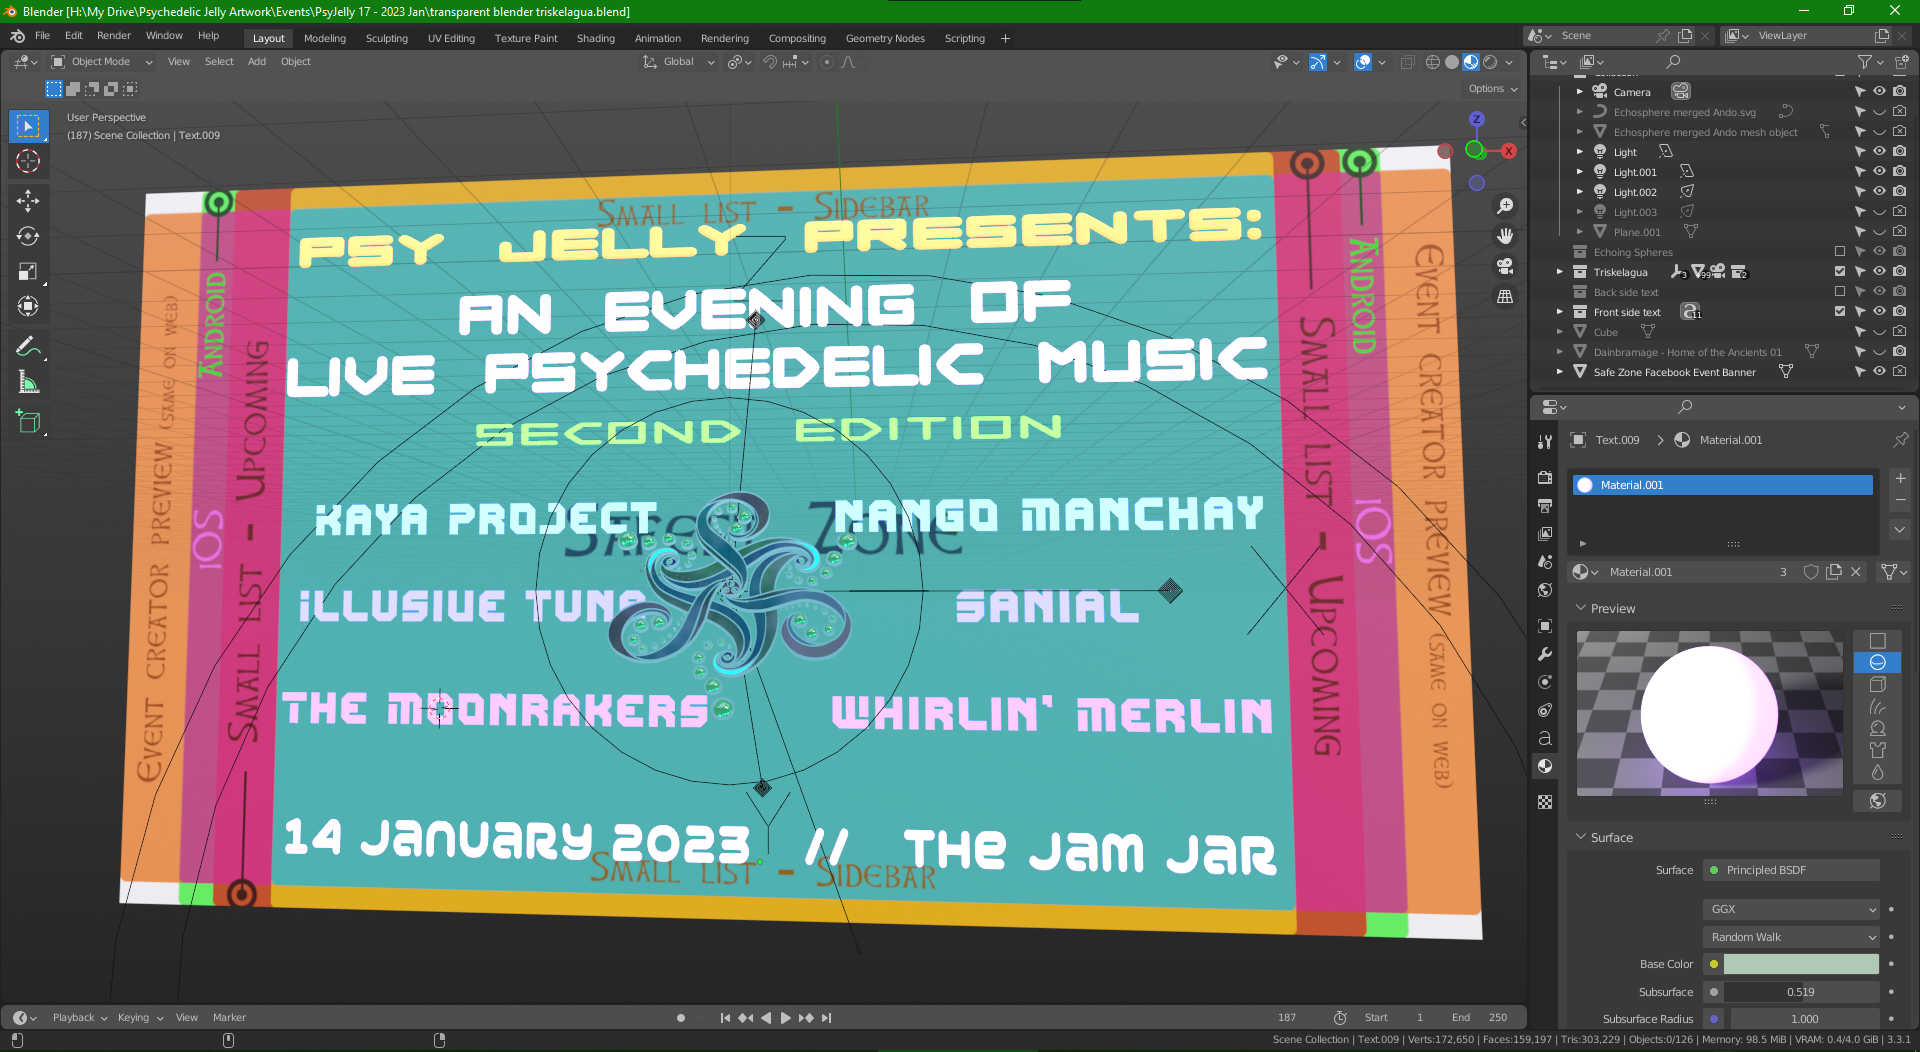 Blender [H:\My Drive\Psychedelic Jelly Artwork\Events\PsyJelly 17 - 2023 Jan\transparent blender triskelagua.blend]
File Edit Render Window Help Layout Modeling Sculpting UV Editing Texture Paint Shading Animation Rendering Compositing Geometry Nodes Scripting + Scene ViewLayer
Object Mode View Select Add Object Global
Options
User Perspective
(187) Scene Collection | Text.009
Z
X
Small list - Sidebar
PSY JELLY PRESENTS:
AN EVENING OF
LIVE PSYCHEDELIC MUSIC
SECOND EDITION
KAYA PROJECT
NANGO MANCHAY
Zone
ILLUSIVE
SANIAL
THE MOONRAKERS
WHIRLIN' MERLIN
14 January 2023 // The Jam Jar
Small list - Sidebar
Event creator preview (same on web)
Android
iOS
Small list - Upcoming
Small list - Upcoming
Android
iOS
Event creator preview (same on web)
Camera
Echosphere merged Ando.svg
Echosphere merged Ando mesh object
Light
Light.001
Light.002
Light.003
Plane.001
Echoing Spheres
Triskelagua 3 99 2
Back side text
Front side text 11
Cube
Dainbramage - Home of the Ancients 01
Safe Zone Facebook Event Banner
Text.009 > Material.001
Material.001
Material.001 3
Preview
Surface
Surface Principled BSDF
GGX
Random Walk
Base Color
Subsurface 0.519
Subsurface Radius 1.000
Playback Keying View Marker 187 Start 1 End 250
Scene Collection | Text.009 | Verts:172,650 | Faces:159,197 | Tris:303,229 | Objects:0/126 | Memory: 98.5 MiB | VRAM: 0.4/4.0 GiB | 3.3.1